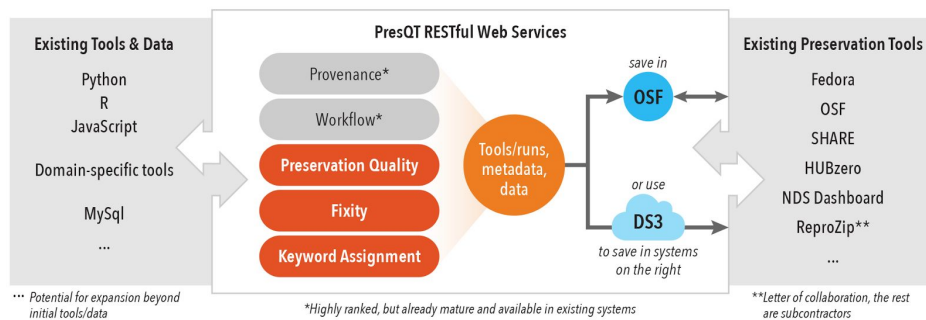 Existing Tools & Data
Python
R
JavaScript
Domain-specific tools
MySql
...
... Potential for expansion beyond
initial tools/data
PresQT RESTful Web Services
Provenance*
Workflow*
Preservation Quality
Fixity
Keyword Assignment
Tools/runs,
metadata,
data
save in
OSF
or use
DS3
to save in systems
on the right
*Highly ranked, but already mature and available in existing systems
Existing Preservation Tools
Fedora
OSF
SHARE
HUBzero
NDS Dashboard
ReproZip**
...
**Letter of collaboration, the rest
are subcontractors